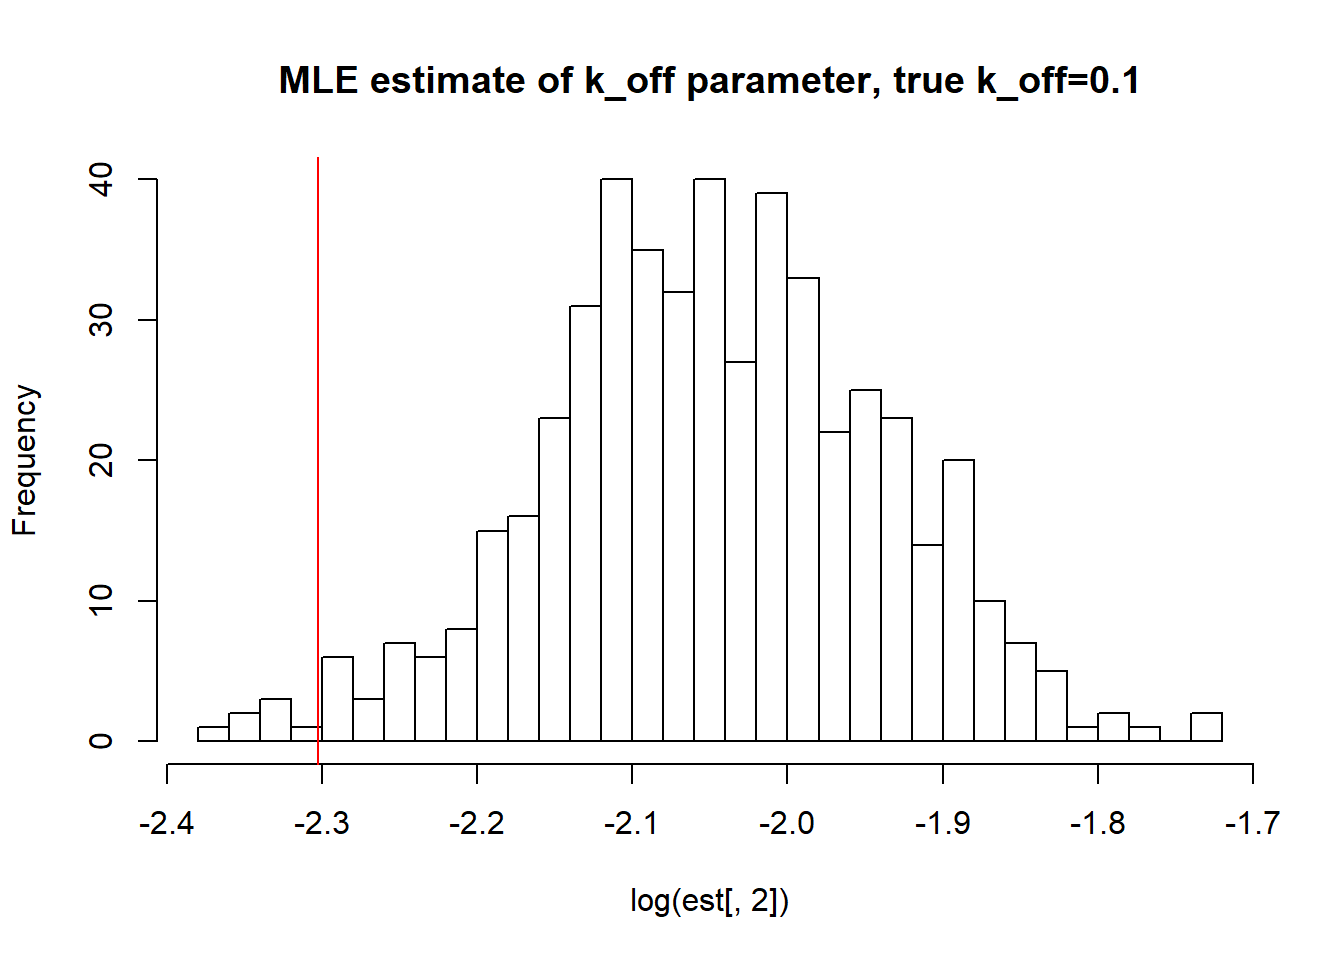 MLE estimate of k_off parameter, true k_off=0.1
40
30
20
10
0
Frequency
-2.4 -2.3 -2.2 -2.1 -2.0 -1.9 -1.8 -1.7
log(est[, 2])